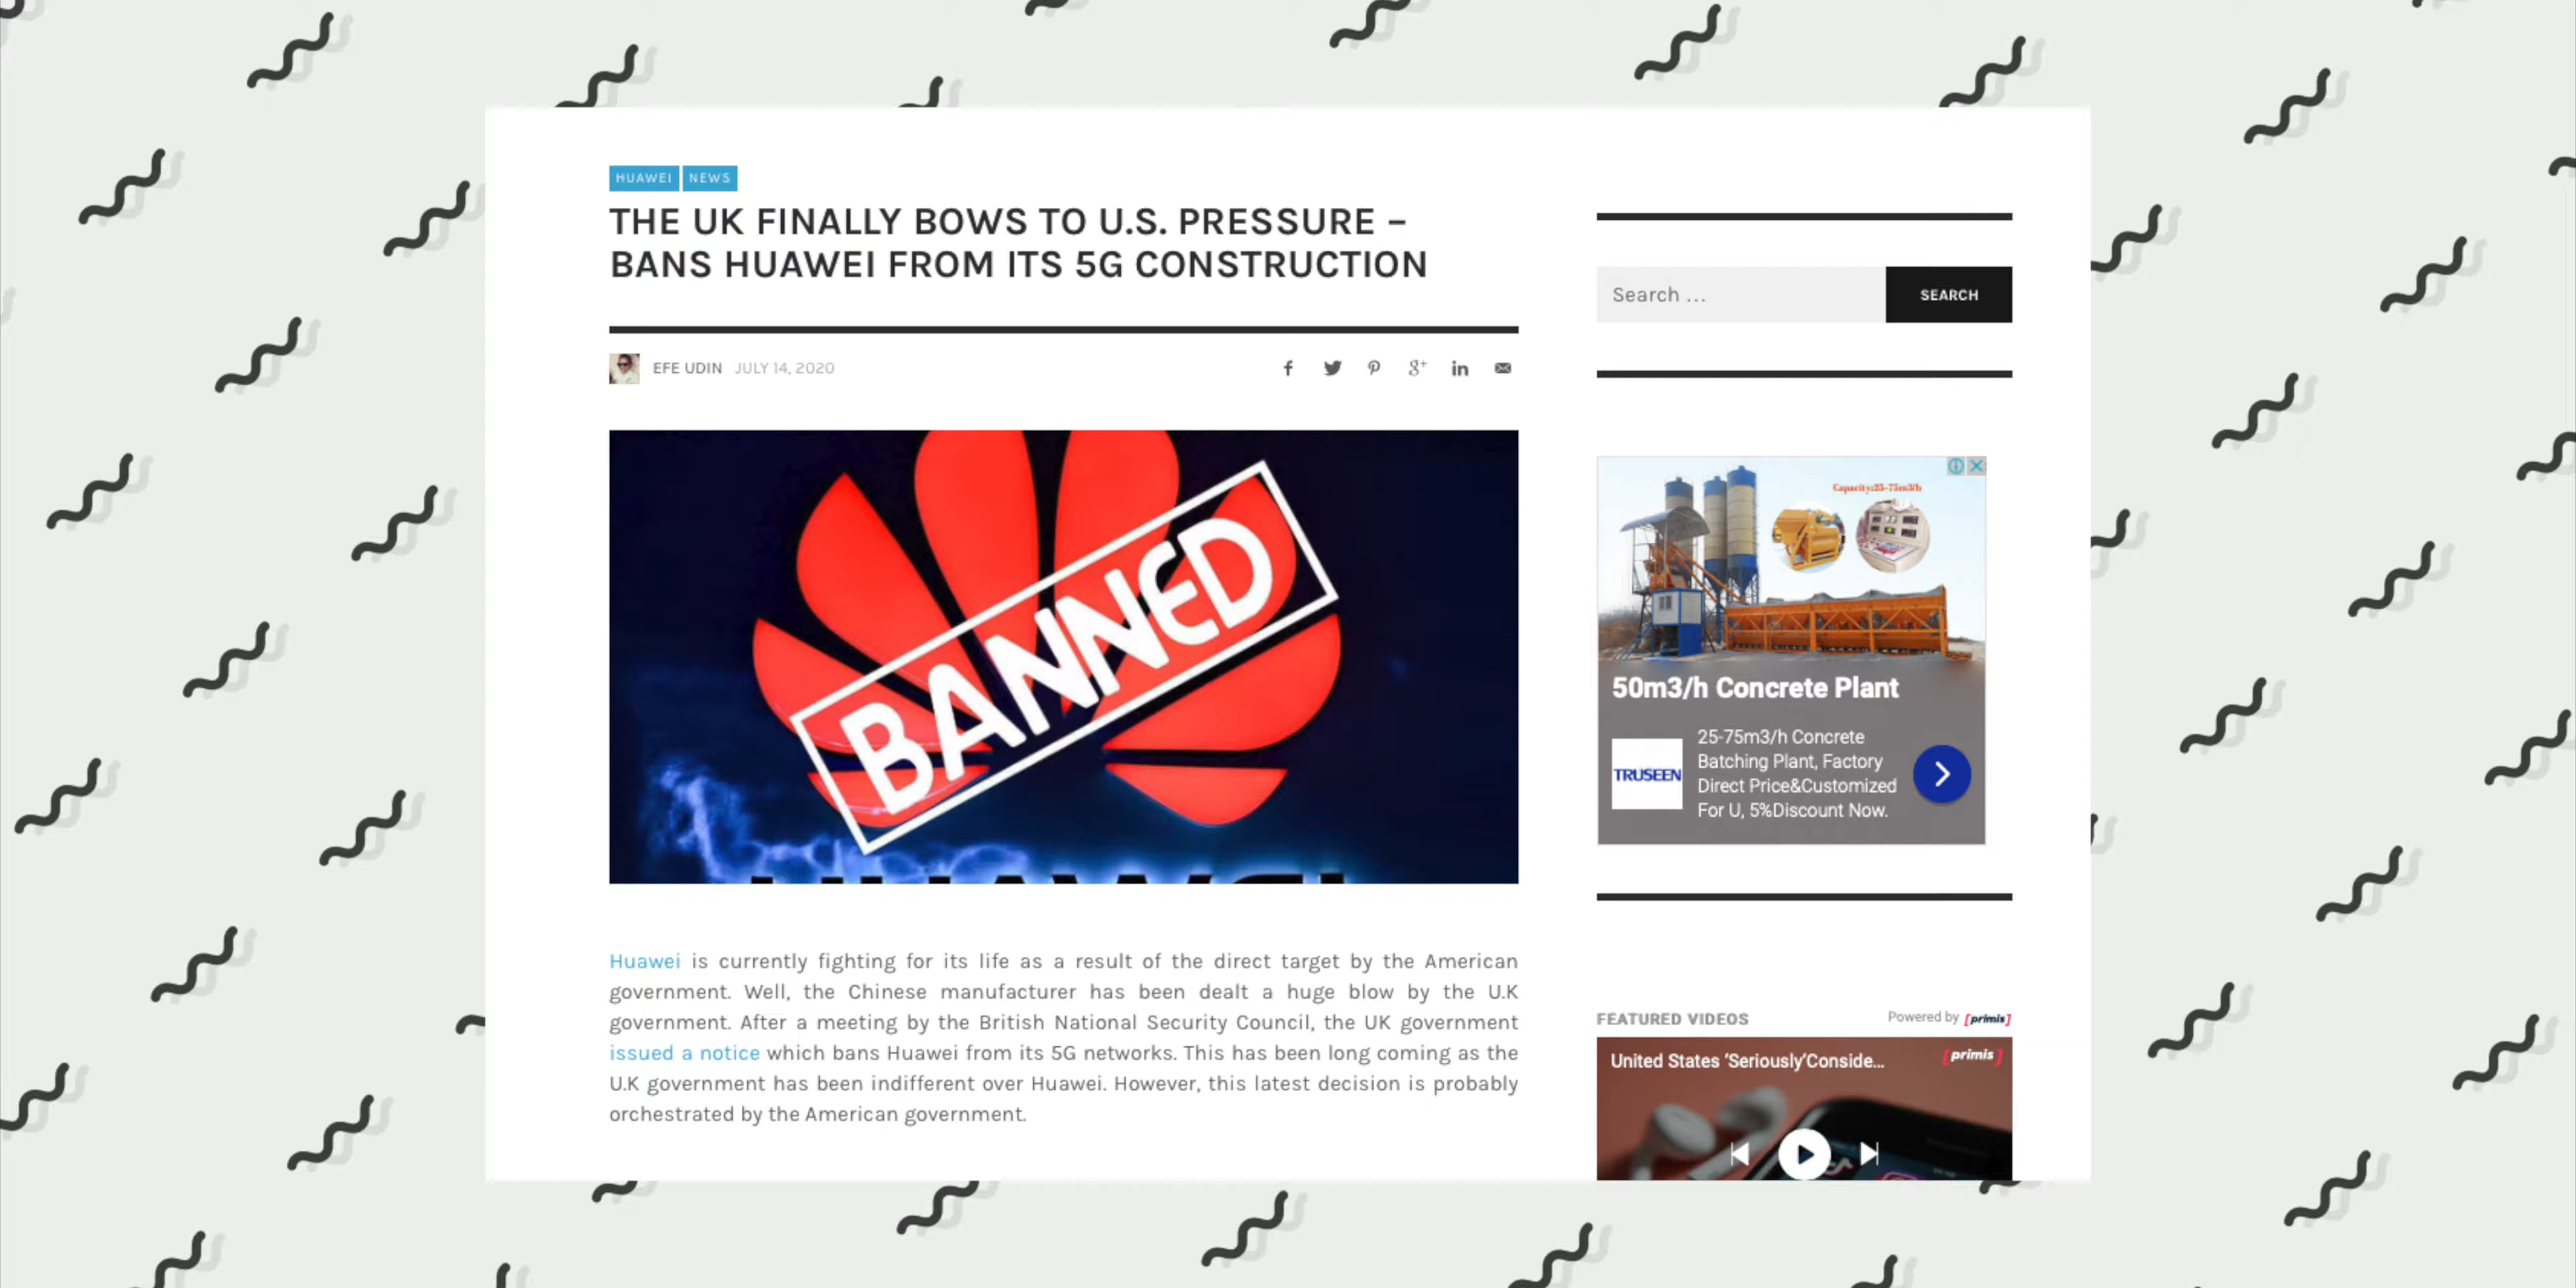 HUAWEI NEWS
THE UK FINALLY BOWS TO U.S. PRESSURE –
BANS HUAWEI FROM ITS 5G CONSTRUCTION
EFE UDIN JULY 14, 2020
BANNED
Huawei is currently fighting for its life as a result of the direct target by the American
government. Well, the Chinese manufacturer has been dealt a huge blow by the U.K
government. After a meeting by the British National Security Council, the UK government
issued a notice which bans Huawei from its 5G networks. This has been long coming as the
U.K government has been indifferent over Huawei. However, this latest decision is probably
orchestrated by the American government.
Search ...
SEARCH
Capacity:25-75m3/h
50m3/h Concrete Plant
TRUSEEN
25-75m3/h Concrete
Batching Plant, Factory
Direct Price&Customized
For U, 5%Discount Now.
FEATURED VIDEOS
Powered by [primis]
United States ‘Seriously’Conside...
[primis]